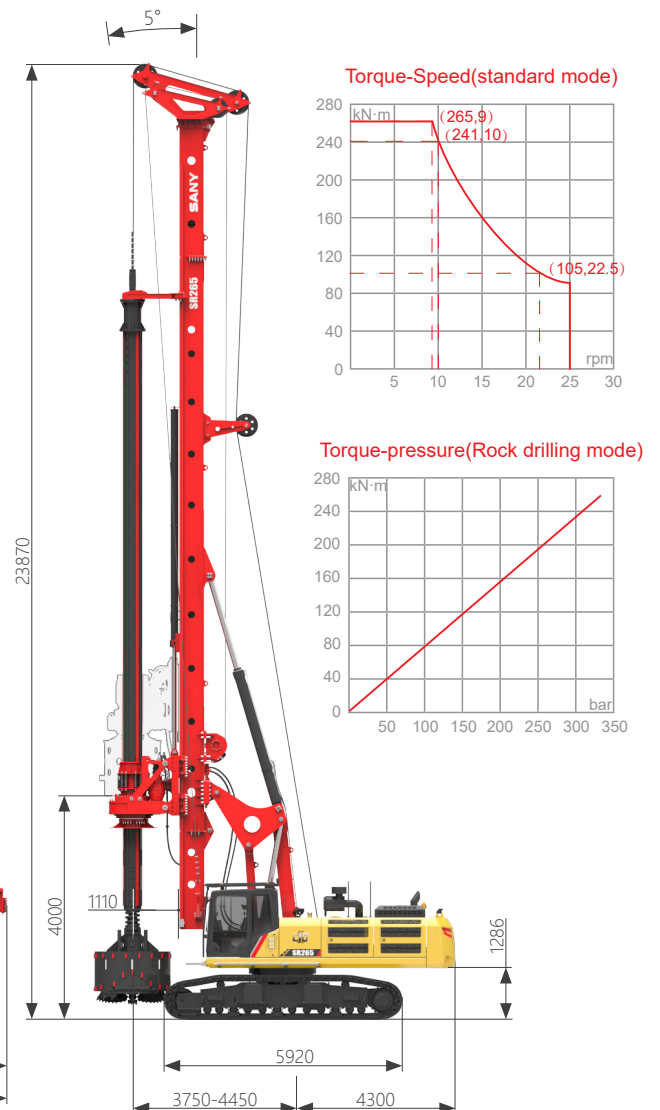 5°
23870
SANY
SR265
4000
1110
SR265
1286
5920
3750-4450
4300
Torque-Speed(standard mode)
kN·m
280
240
200
160
120
80
40
0
(265,9)
(241,10)
(105,22.5)
rpm
5 10 15 20 25 30
Torque-pressure(Rock drilling mode)
kN·m
280
240
200
160
120
80
40
0
bar
50 100 150 200 250 300 350